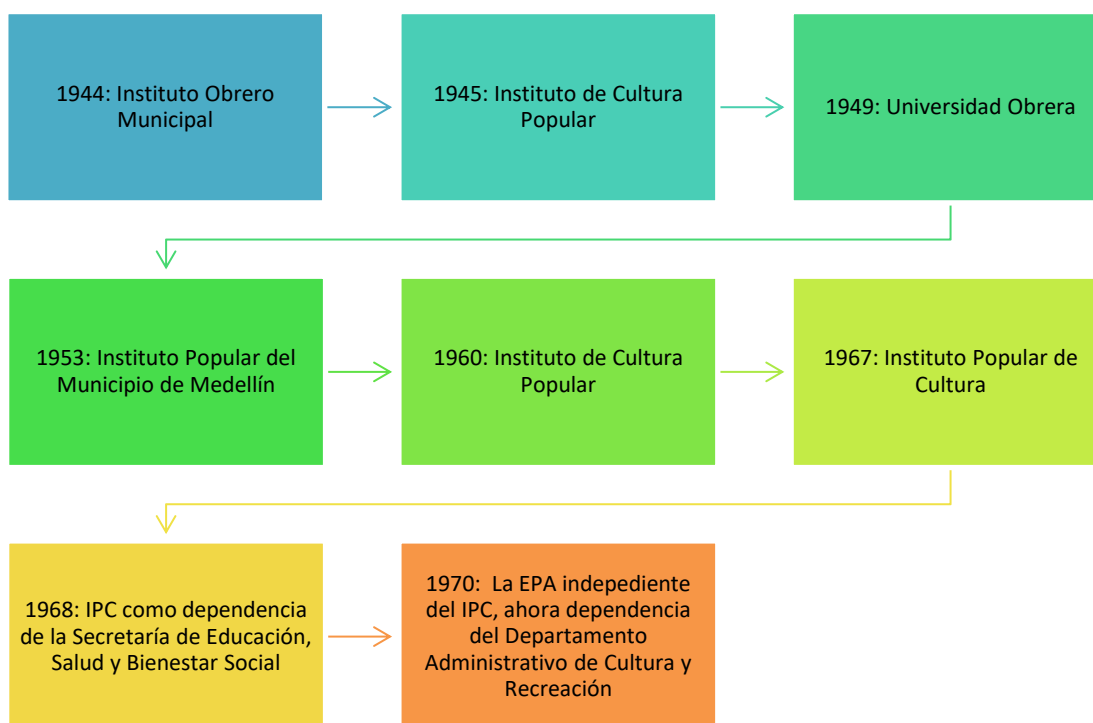 1944: Instituto Obrero
Municipal
1945: Instituto de Cultura
Popular
1949: Universidad Obrera
1953: Instituto Popular del
Municipio de Medellín
1960: Instituto de Cultura
Popular
1967: Instituto Popular de
Cultura
1968: IPC como dependencia
de la Secretaría de Educación,
Salud y Bienestar Social
1970:  La EPA indepediente
del IPC, ahora dependencia
del Departamento
Administrativo de Cultura y
Recreación